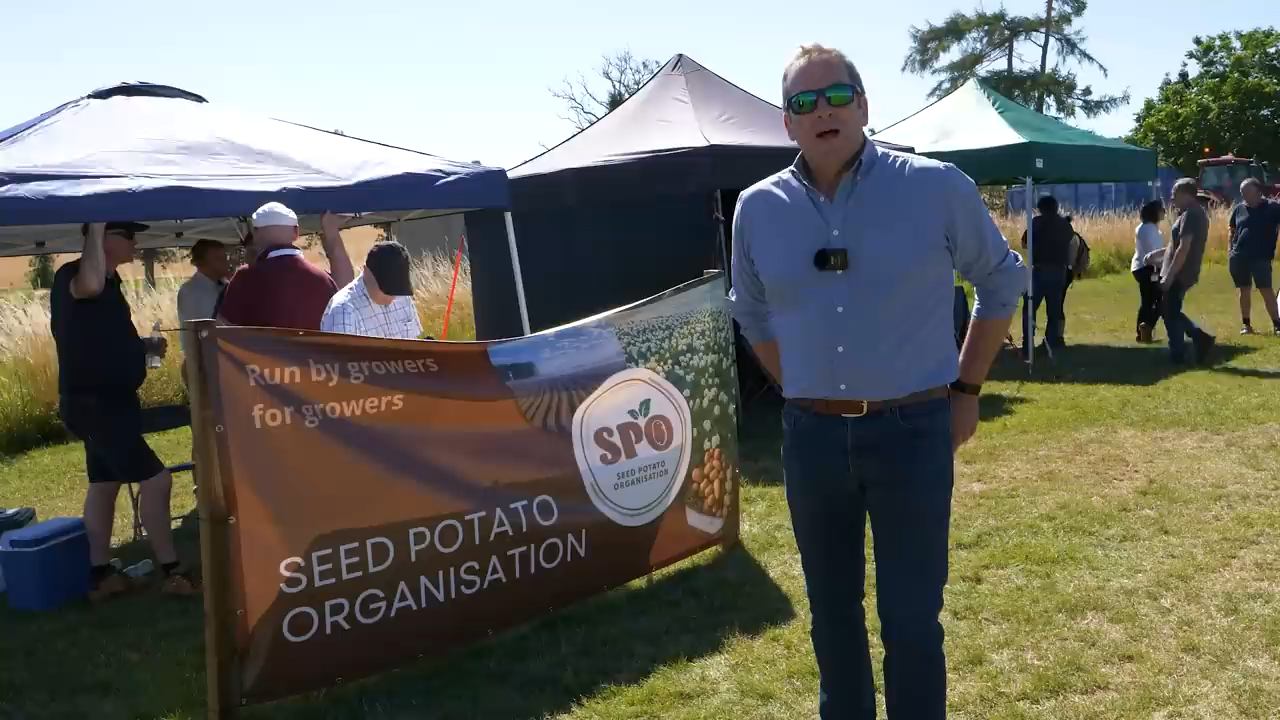 Run by growers
for growers
SPO
SEED POTATO
ORGANISATION
SEED POTATO
ORGANISATION